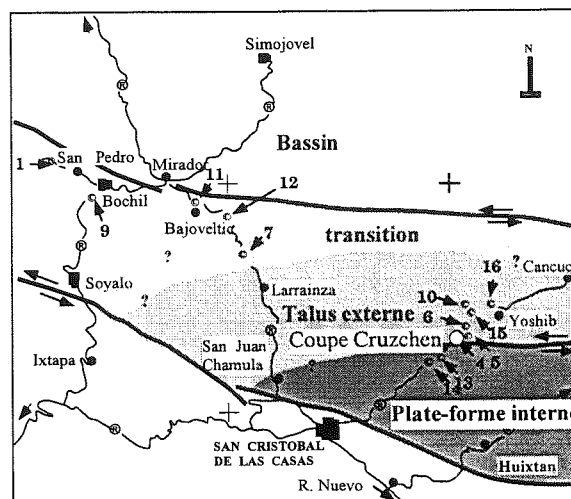 Simojovel
N
Bassin
1
San Pedro
Mirador
11
12
Bochil
Bajoveltic
9
7
transition
?
?
Soyalo
?
16
Cancuc
Larrainza
10
Talus externe
6
Yoshib
15
Coupe Cruzchen
Ixtapa
San Juan
Chamula
4 5
13
14
Plate-forme interne
SAN CRISTOBAL
DE LAS CASAS
Huixtan
R. Nuevo
R
R
R
R
R
R
R